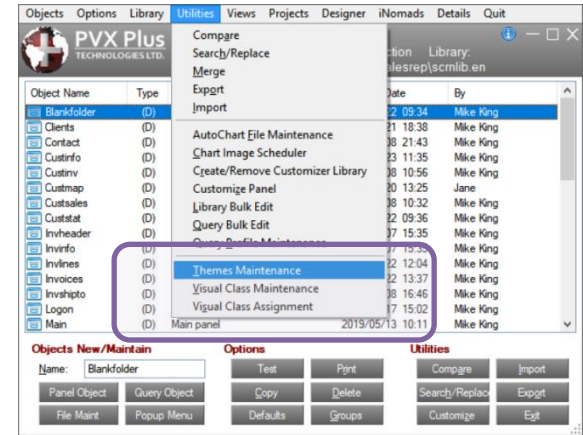 Objects Options Library Utilities Views Projects Designer iNomads Details Quit
PVX Plus
TECHNOLOGIES LTD.
ction Library:
alesrep\scmlib.en
Compare
Search/Replace
Merge
Export
Import
AutoChart File Maintenance
Chart Image Scheduler
Create/Remove Customizer Library
Customize Panel
Library Bulk Edit
Query Bulk Edit
Query Profile Maintenance
Themes Maintenance
Visual Class Maintenance
Visual Class Assignment
Object Name Type Date By
Blankfolder (D) 22 09:34 Mike King
Clients (D) 21 18:38 Mike King
Contact (D) 08 21:43 Mike King
Custinfo (D) 23 11:35 Mike King
Custinv (D) 08 10:56 Mike King
Custmap (D) 20 13:25 Jane
Custsales (D) 08 10:32 Mike King
Custstat (D) 22 09:36 Mike King
Invheader (D) 07 15:35 Mike King
Invinfo (D) 07 15:35 Mike King
Invlines (D) 22 12:04 Mike King
Invoices (D) 22 13:37 Mike King
Invshipto (D) 08 16:46 Mike King
Logon (D) 17 15:02 Mike King
Main (D) Main panel 2019/05/13 10:11 Mike King
Objects New/Maintain Options Utilities
Name: Blankfolder Test Print Compare Import
Panel Object Query Object Copy Delete Search/Replace Export
File Maint Popup Menu Defaults Groups Customize Exit